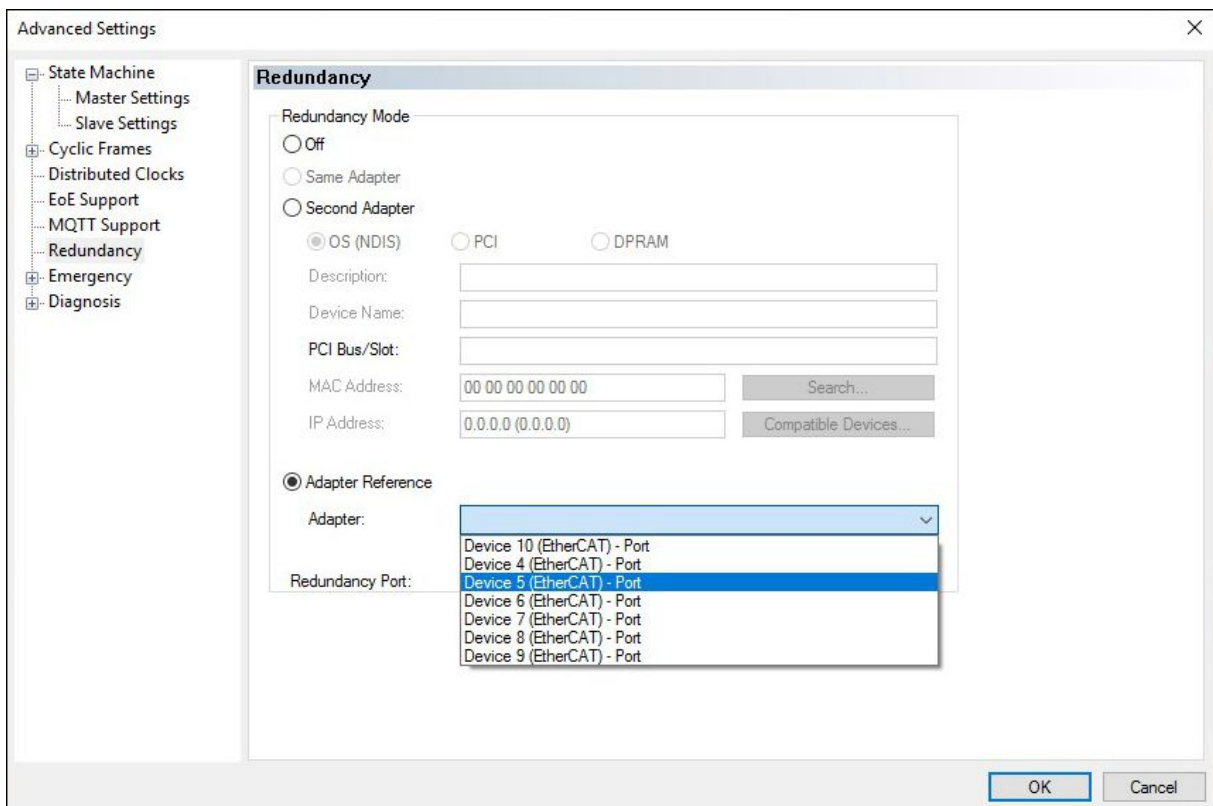 Advanced Settings
State Machine
Master Settings
Slave Settings
Cyclic Frames
Distributed Clocks
EoE Support
MQTT Support
Redundancy
Emergency
Diagnosis
Redundancy
Redundancy Mode
Off
Same Adapter
Second Adapter
OS (NDIS) PCI DPRAM
Description:
Device Name:
PCI Bus/Slot:
MAC Address: 00 00 00 00 00 00 Search...
IP Address: 0.0.0.0 (0.0.0.0) Compatible Devices...
Adapter Reference
Adapter:
Device 10 (EtherCAT) - Port
Device 4 (EtherCAT) - Port
Redundancy Port: Device 5 (EtherCAT) - Port
Device 6 (EtherCAT) - Port
Device 7 (EtherCAT) - Port
Device 8 (EtherCAT) - Port
Device 9 (EtherCAT) - Port
OK Cancel